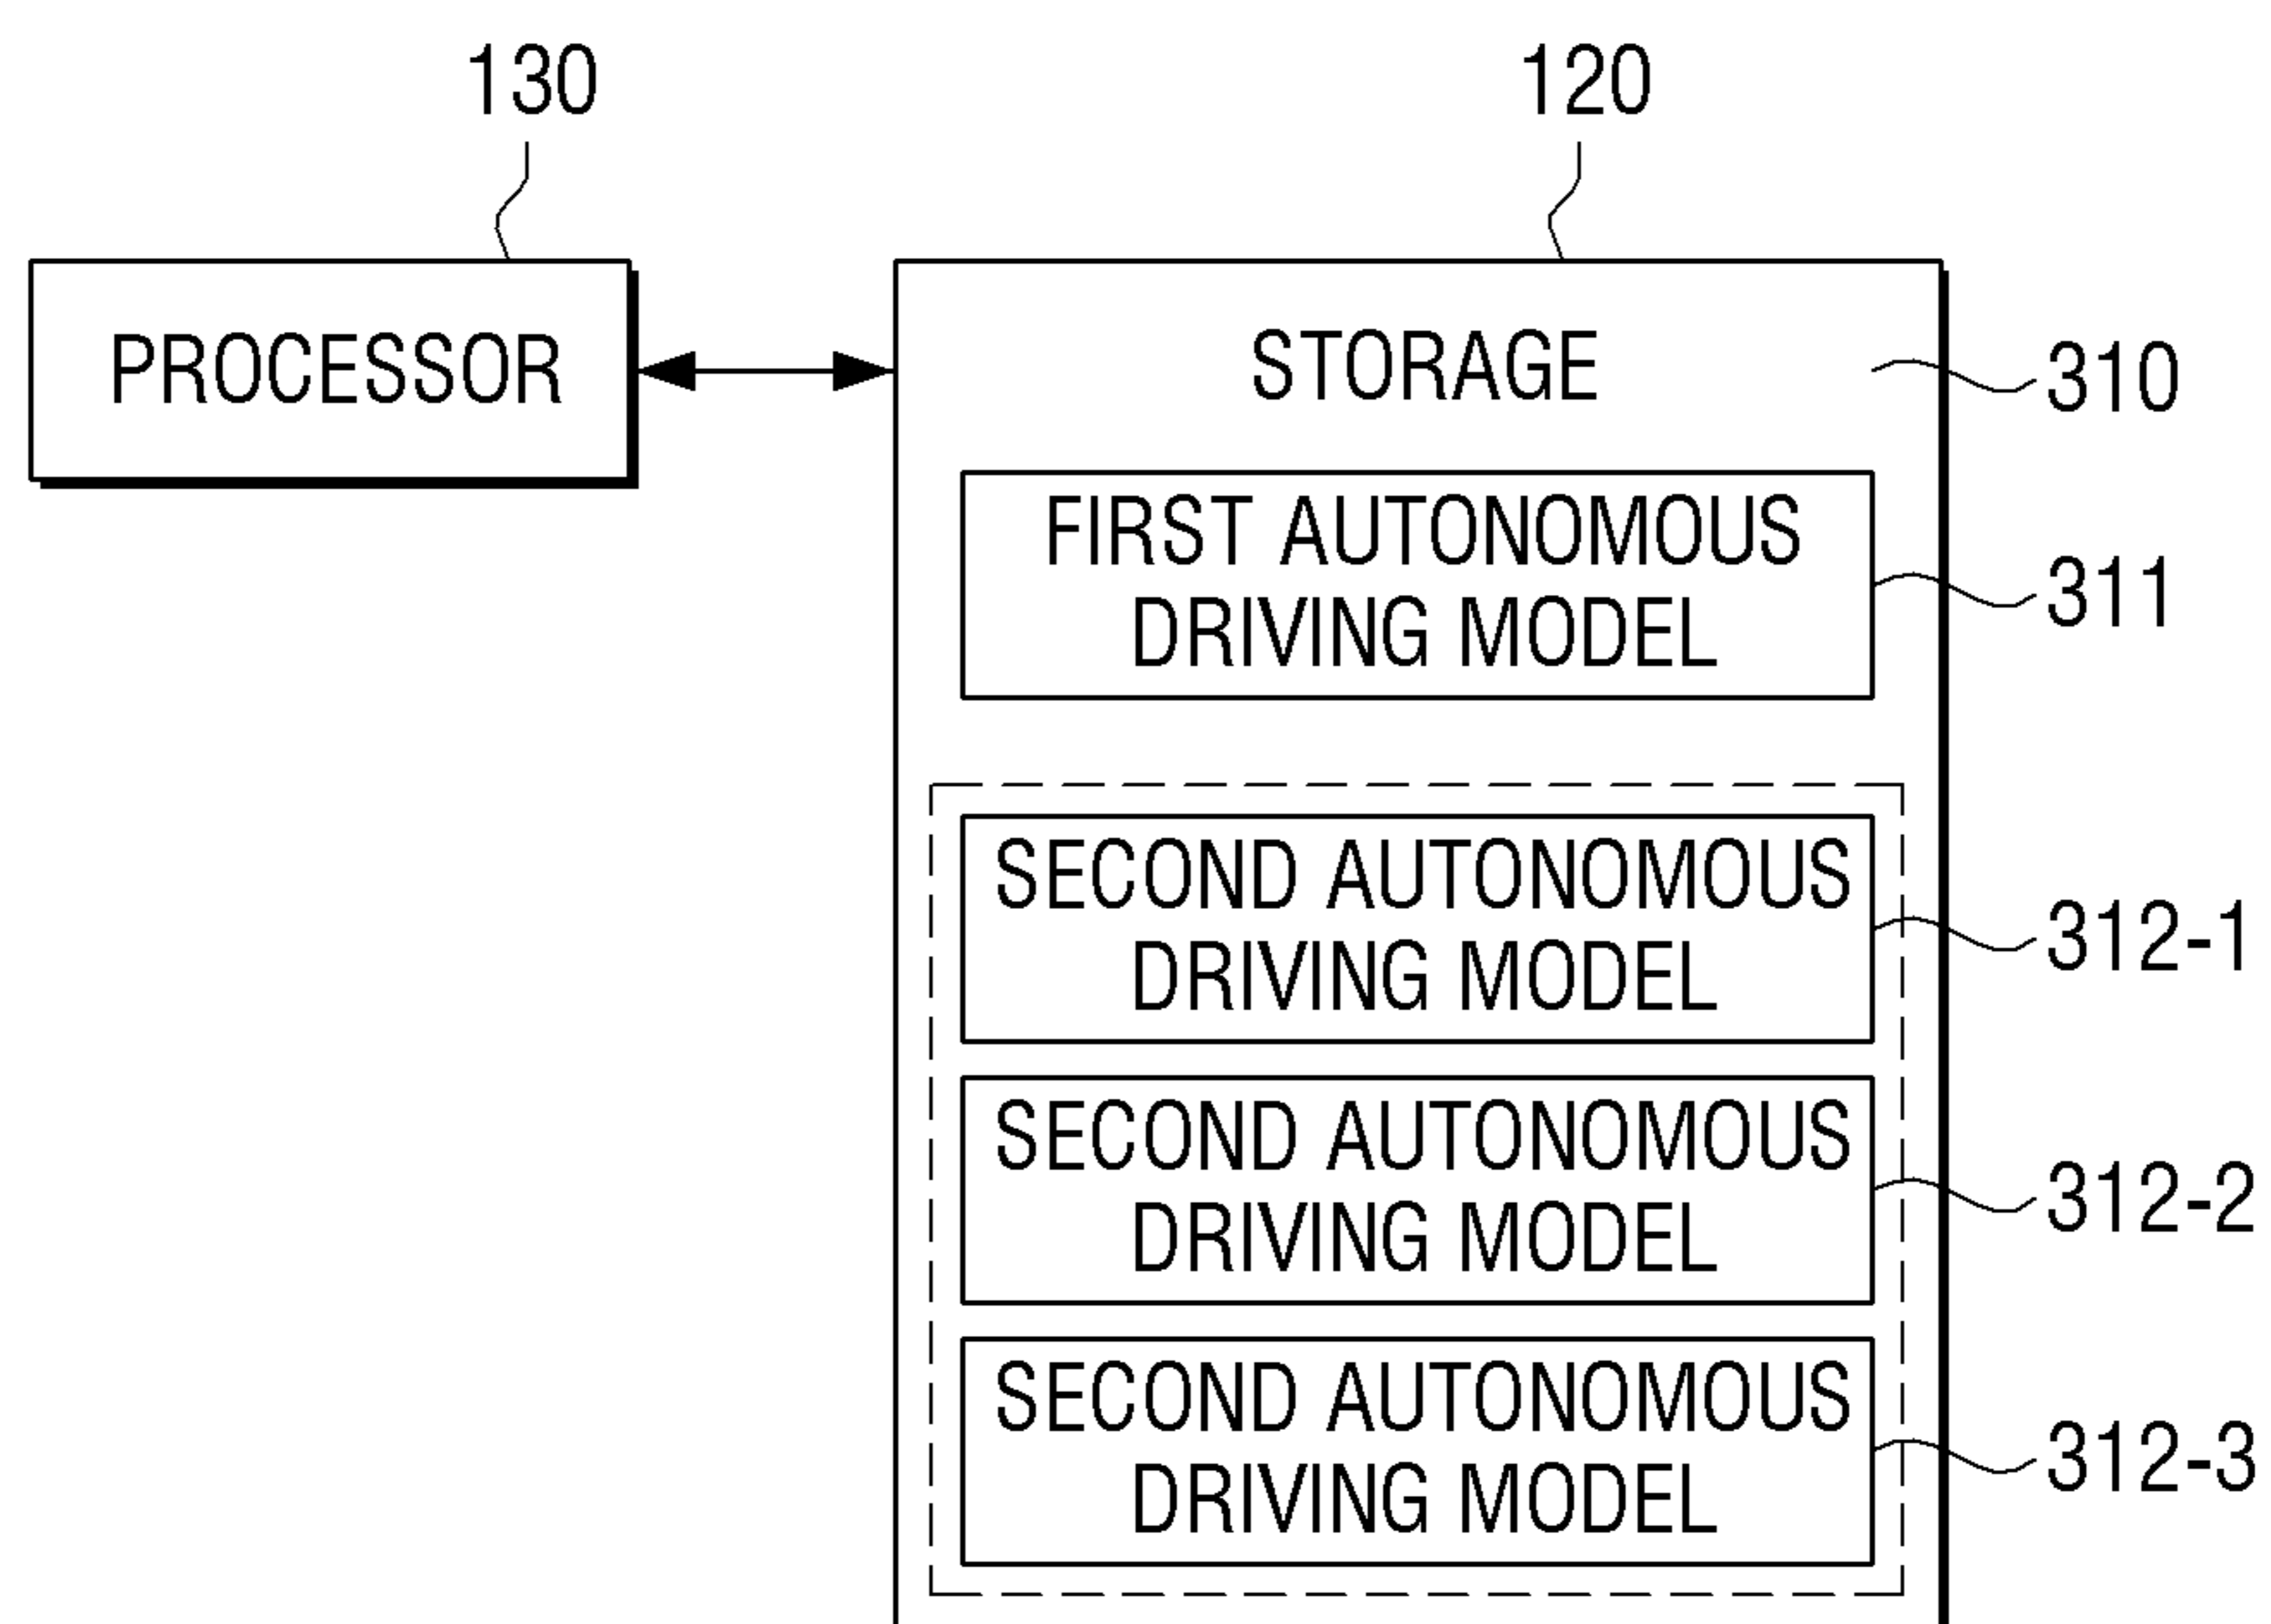 130
120
PROCESSOR
STORAGE
310
FIRST AUTONOMOUS
DRIVING MODEL
311
SECOND AUTONOMOUS
DRIVING MODEL
312-1
SECOND AUTONOMOUS
DRIVING MODEL
312-2
SECOND AUTONOMOUS
DRIVING MODEL
312-3